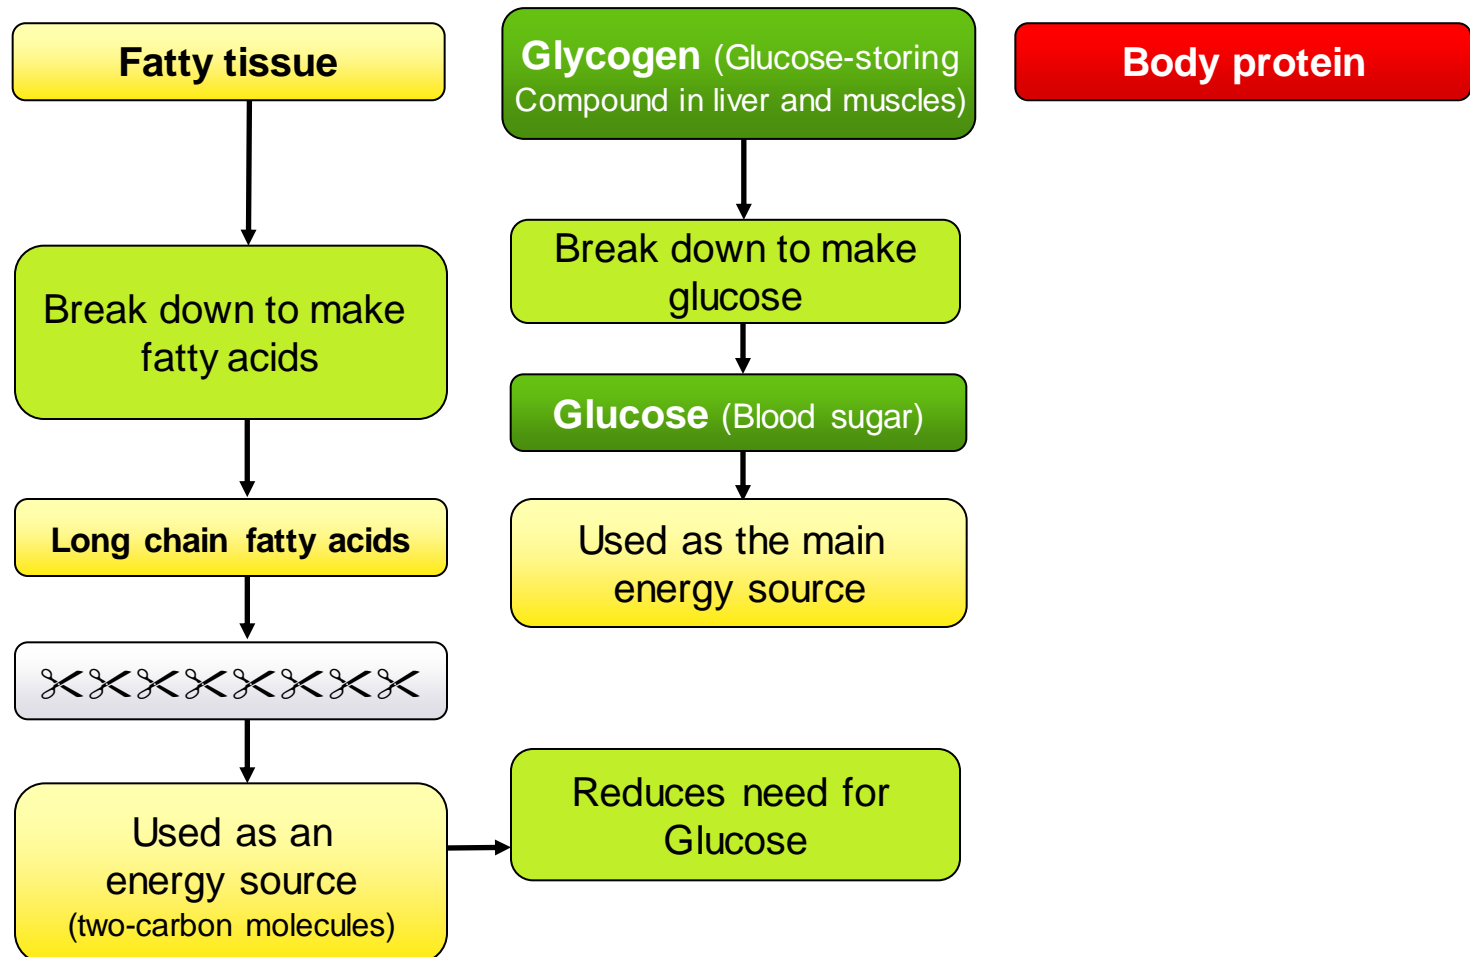 Fatty tissue
Break down to make
fatty acids
Long chain fatty acids
Used as an
energy source
(two-carbon molecules)
Glycogen (Glucose-storing
Compound in liver and muscles)
Break down to make
glucose
Glucose (Blood sugar)
Used as the main
energy source
Reduces need for
Glucose
Body protein